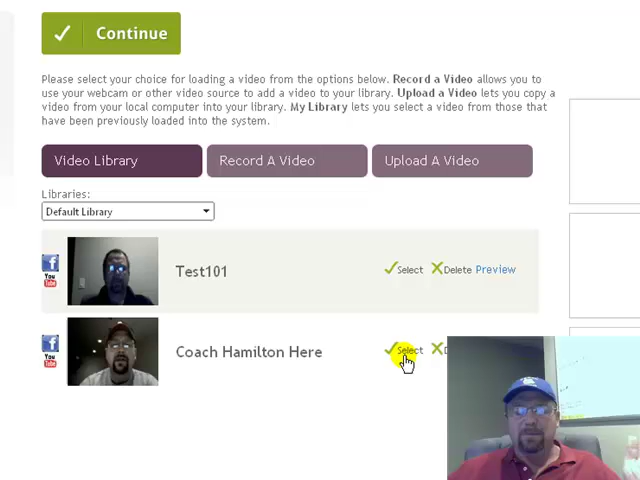 Continue
Please select your choice for loading a video from the options below. Record a Video allows you to
use your webcam or other video source to add a video to your library. Upload a Video lets you copy a
video from your local computer into your library. My Library lets you select a video from those that
have been previously loaded into the system.
Video Library Record A Video Upload A Video
Libraries:
Default Library
Test101 Select Delete Preview
You
Tube
Coach Hamilton Here Select
You
Tube